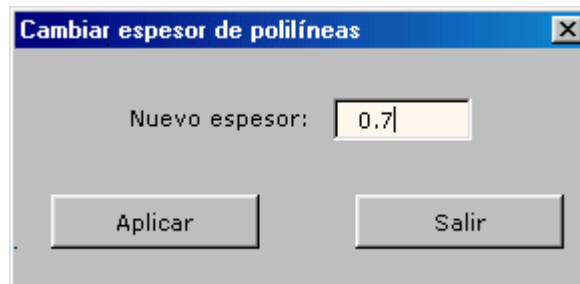 Cambiar espesor de polilíneas
Nuevo espesor: 0.7
Aplicar Salir